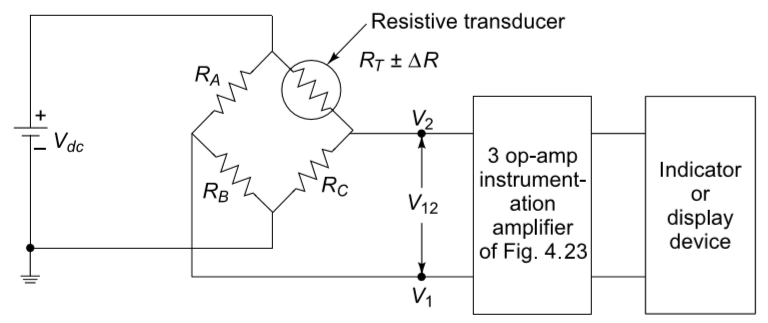 Resistive transducer
R_T ± ΔR
R_A
+
−
V_dc
R_B
R_C
V_2
V_12
V_1
3 op-amp
instrument-
ation
amplifier
of Fig. 4.23
Indicator
or
display
device